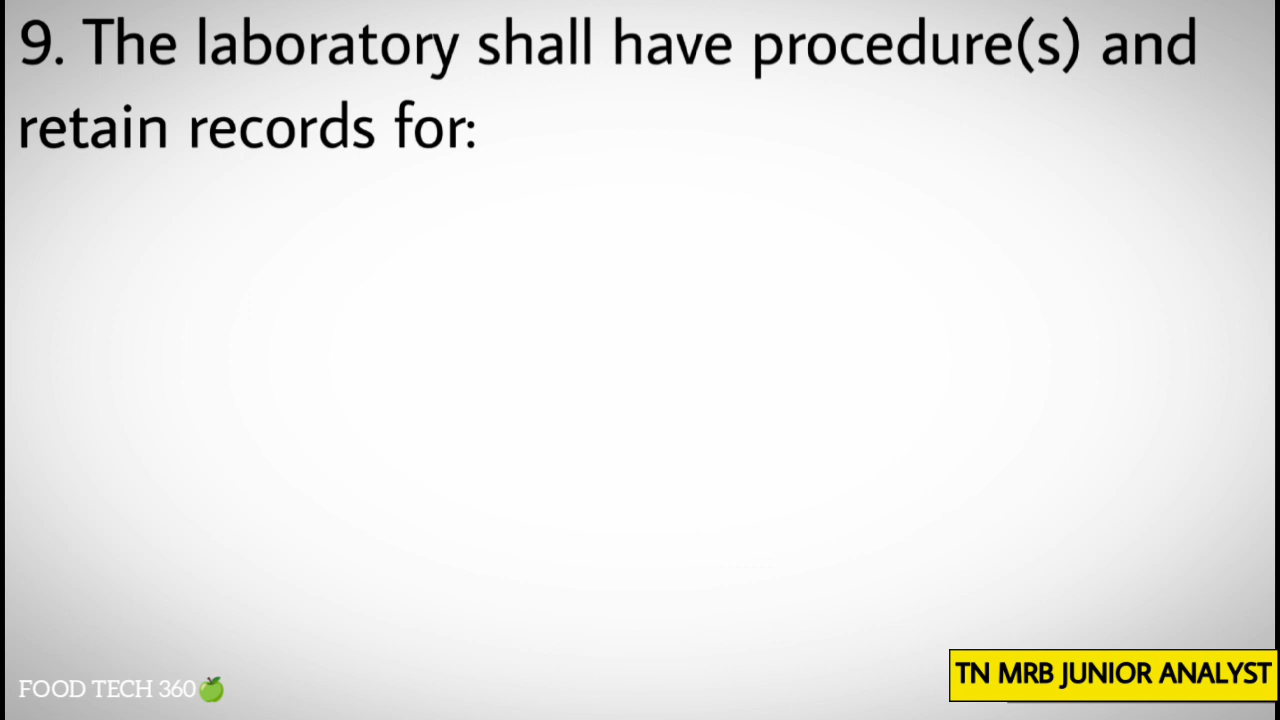 9. The laboratory shall have procedure(s) and
retain records for:
FOOD TECH 360🍏
TN MRB JUNIOR ANALYST